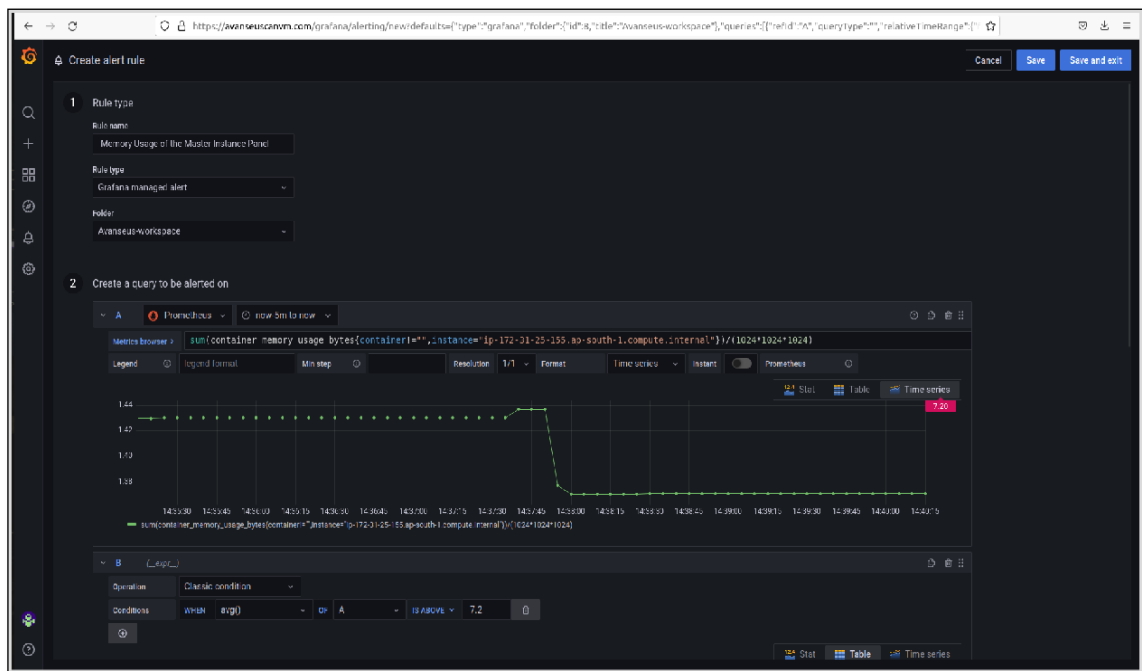 https://avanseuscanvm.com/grafana/alerting/new?defaults={"type":"grafana","folder":{"id":8,"title":"Avanseus-workspace"},"queries":[{"refId":"A","queryType":"","relativeTimeRange":{"
Create alert rule
Cancel
Save
Save and exit
1 Rule type
Rule name
Memory Usage of the Master Instance Panel
Rule type
Grafana managed alert
Folder
Avanseus-workspace
2 Create a query to be alerted on
A Prometheus now-5m to now
Metrics browser > sum(container_memory_usage_bytes{container!="",instance="ip-172-31-25-155.ap-south-1.compute.internal"})/(1024*1024*1024)
Legend legend format Min step Resolution 1/1 Format Time series Instant Prometheus
12.4 Stat Table Time series
7.20
1.44
1.42
1.40
1.38
14:35:30 14:35:45 14:36:00 14:36:15 14:36:30 14:36:45 14:37:00 14:37:15 14:37:30 14:37:45 14:38:00 14:38:15 14:38:30 14:38:45 14:39:00 14:39:15 14:39:30 14:39:45 14:40:00 14:40:15
sum(container_memory_usage_bytes{container!="",instance="ip-172-31-25-155.ap-south-1.compute.internal"})/(1024*1024*1024)
B (__expr__)
Operation Classic condition
Conditions WHEN avg() OF A IS ABOVE 7.2
12.4 Stat Table Time series